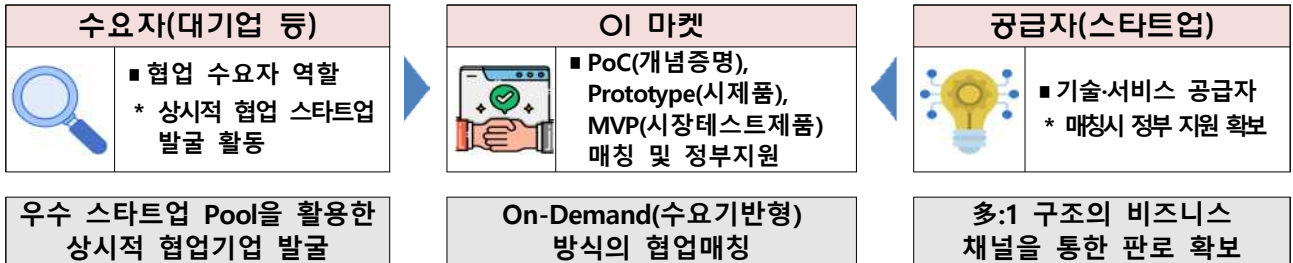 수요자(대기업 등)
■ 협업 수요자 역할
* 상시적 협업 스타트업
발굴 활동
우수 스타트업 Pool을 활용한
상시적 협업기업 발굴
OI 마켓
■ PoC(개념증명),
Prototype(시제품),
MVP(시장테스트제품)
매칭 및 정부지원
On-Demand(수요기반형)
방식의 협업매칭
공급자(스타트업)
■ 기술·서비스 공급자
* 매칭시 정부 지원 확보
多:1 구조의 비즈니스
채널을 통한 판로 확보